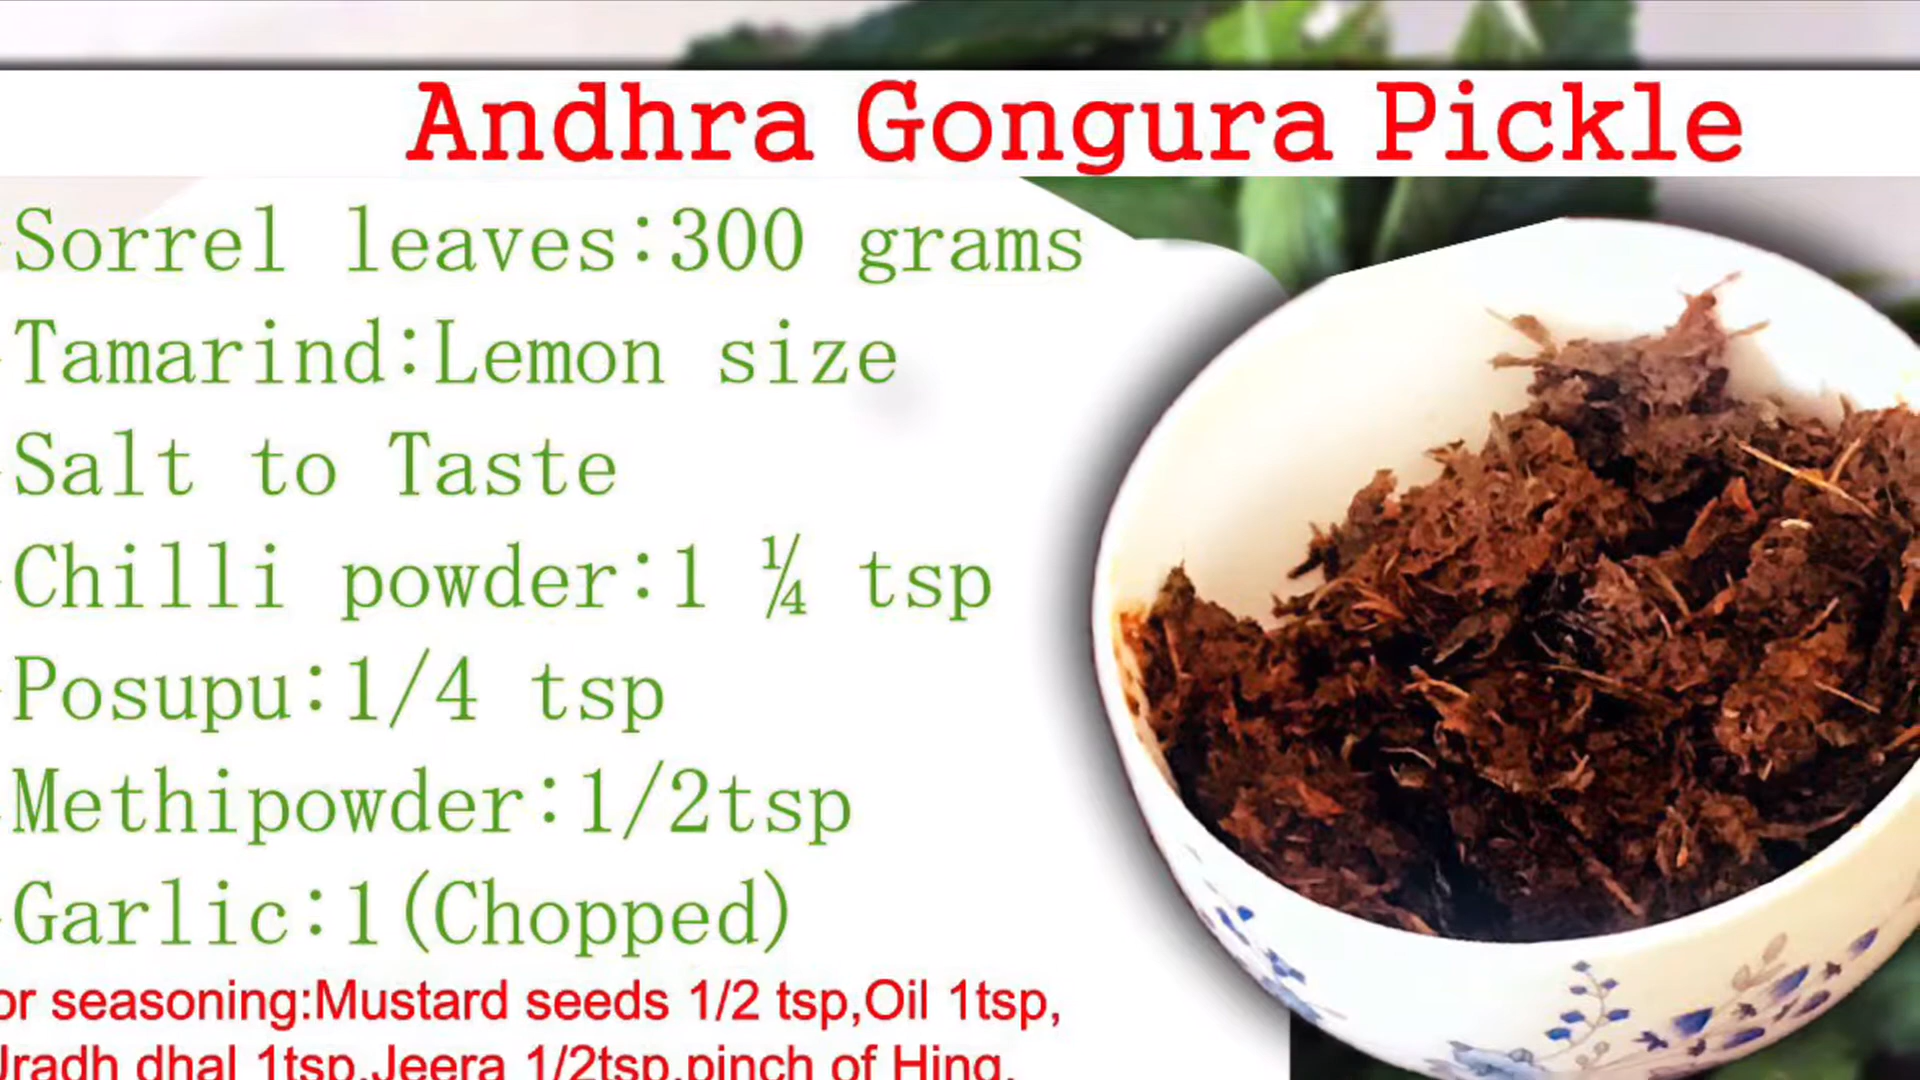 Andhra Gongura Pickle
Sorrel leaves:300 grams
Tamarind:Lemon size
Salt to Taste
Chilli powder:1 ¼ tsp
Posupu:1/4 tsp
Methipowder:1/2tsp
Garlic:1(Chopped)
or seasoning:Mustard seeds 1/2 tsp,Oil 1tsp,
Uradh dhal 1tsp,Jeera 1/2tsp,pinch of Hing,